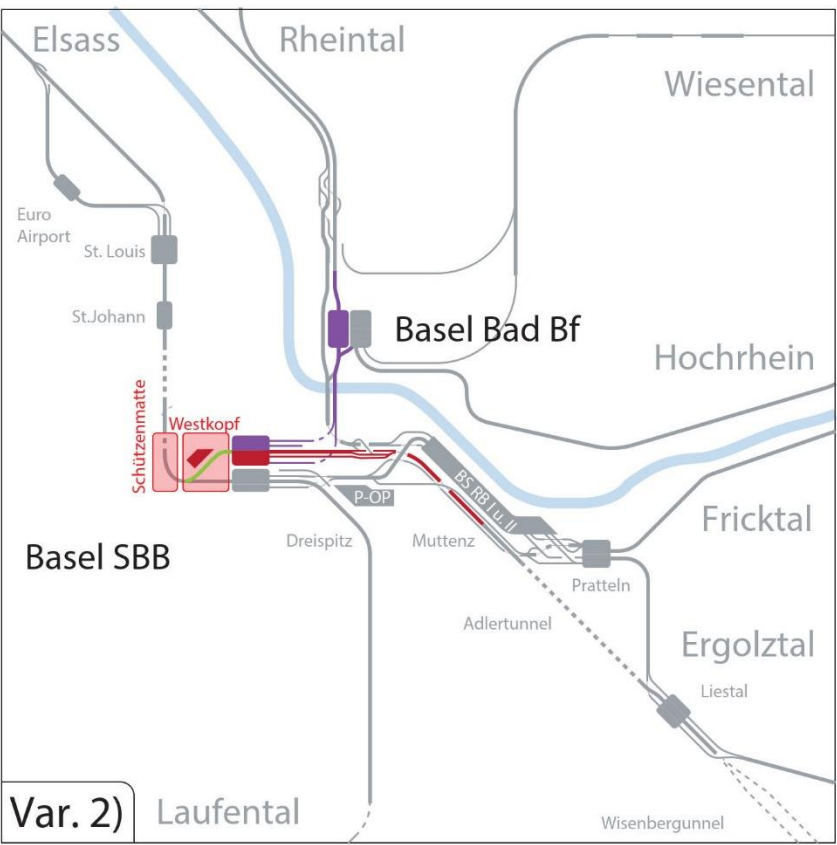 Elsass
Rheintal
Wiesental
Euro
Airport
St. Louis
St.Johann
Basel Bad Bf
Hochrhein
Schützenmatte
Westkopf
BS RB I u. II
P-OP
Fricktal
Dreispitz
Muttenz
Basel SBB
Pratteln
Adlertunnel
Ergolztal
Liestal
Var. 2)
Laufental
Wisenbergunnel